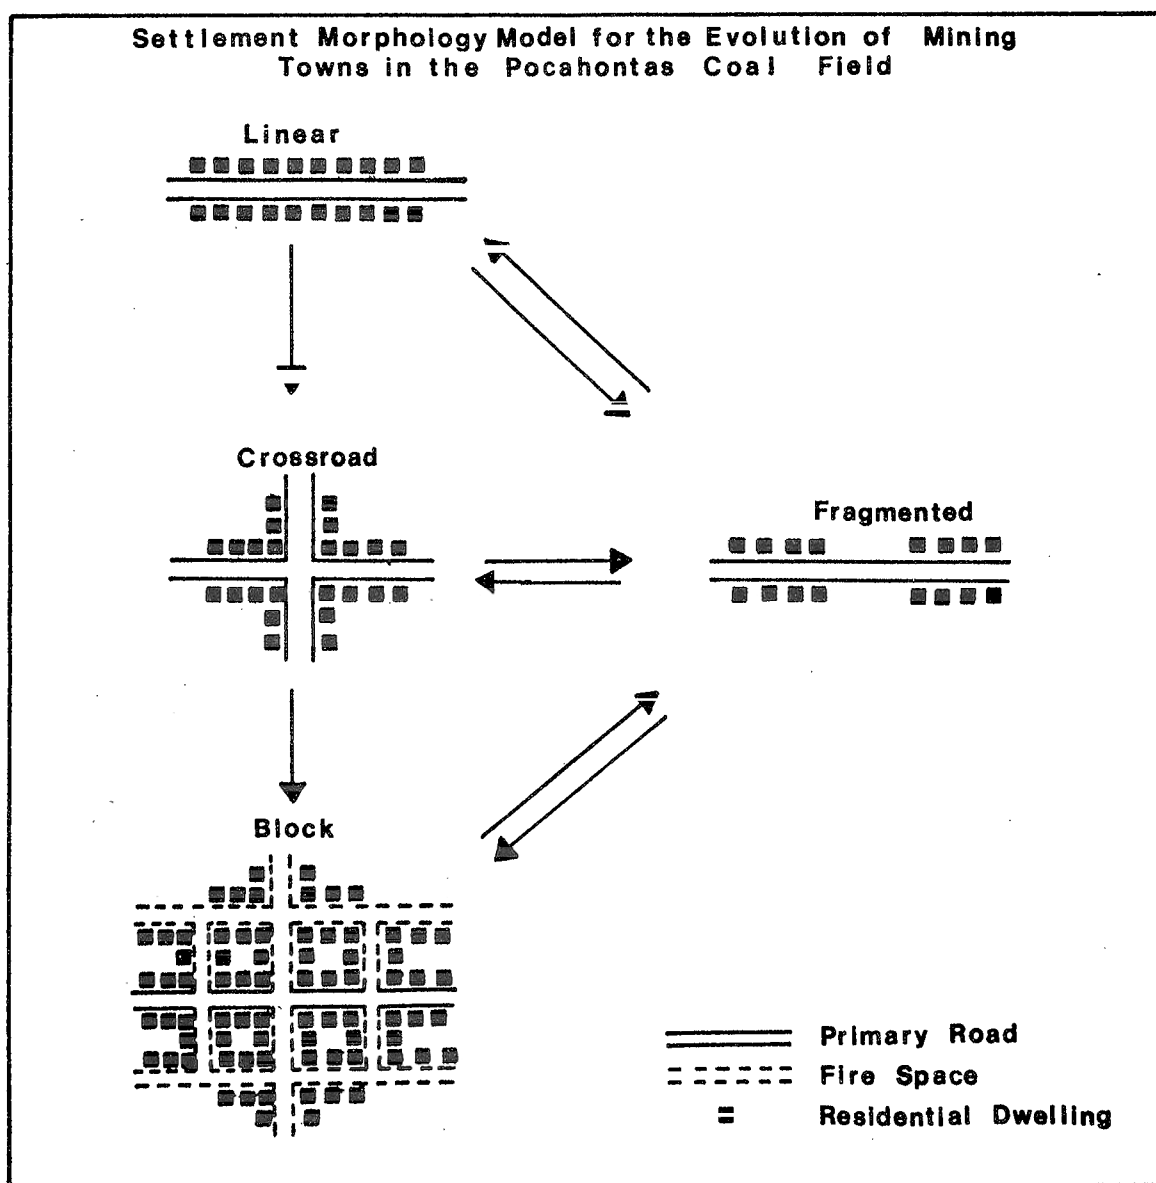 Settlement Morphology Model for the Evolution of Mining
Towns in the Pocahontas Coal Field
Linear
Crossroad
Fragmented
Block
Primary Road
Fire Space
Residential Dwelling